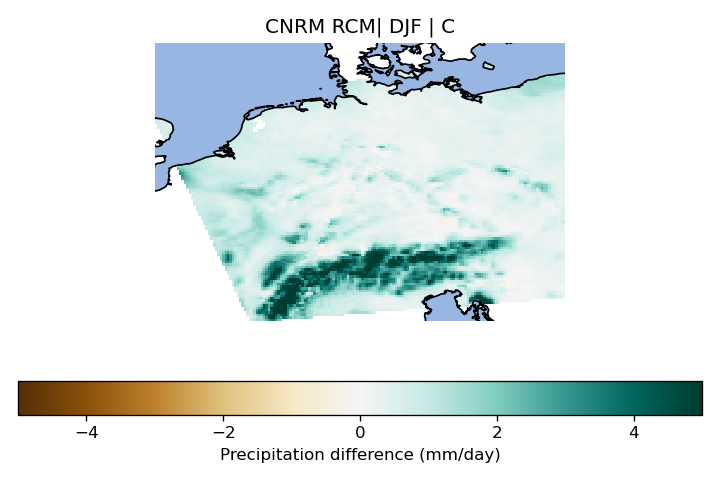 CNRM RCM| DJF | C
−4 −2 0 2 4
Precipitation difference (mm/day)